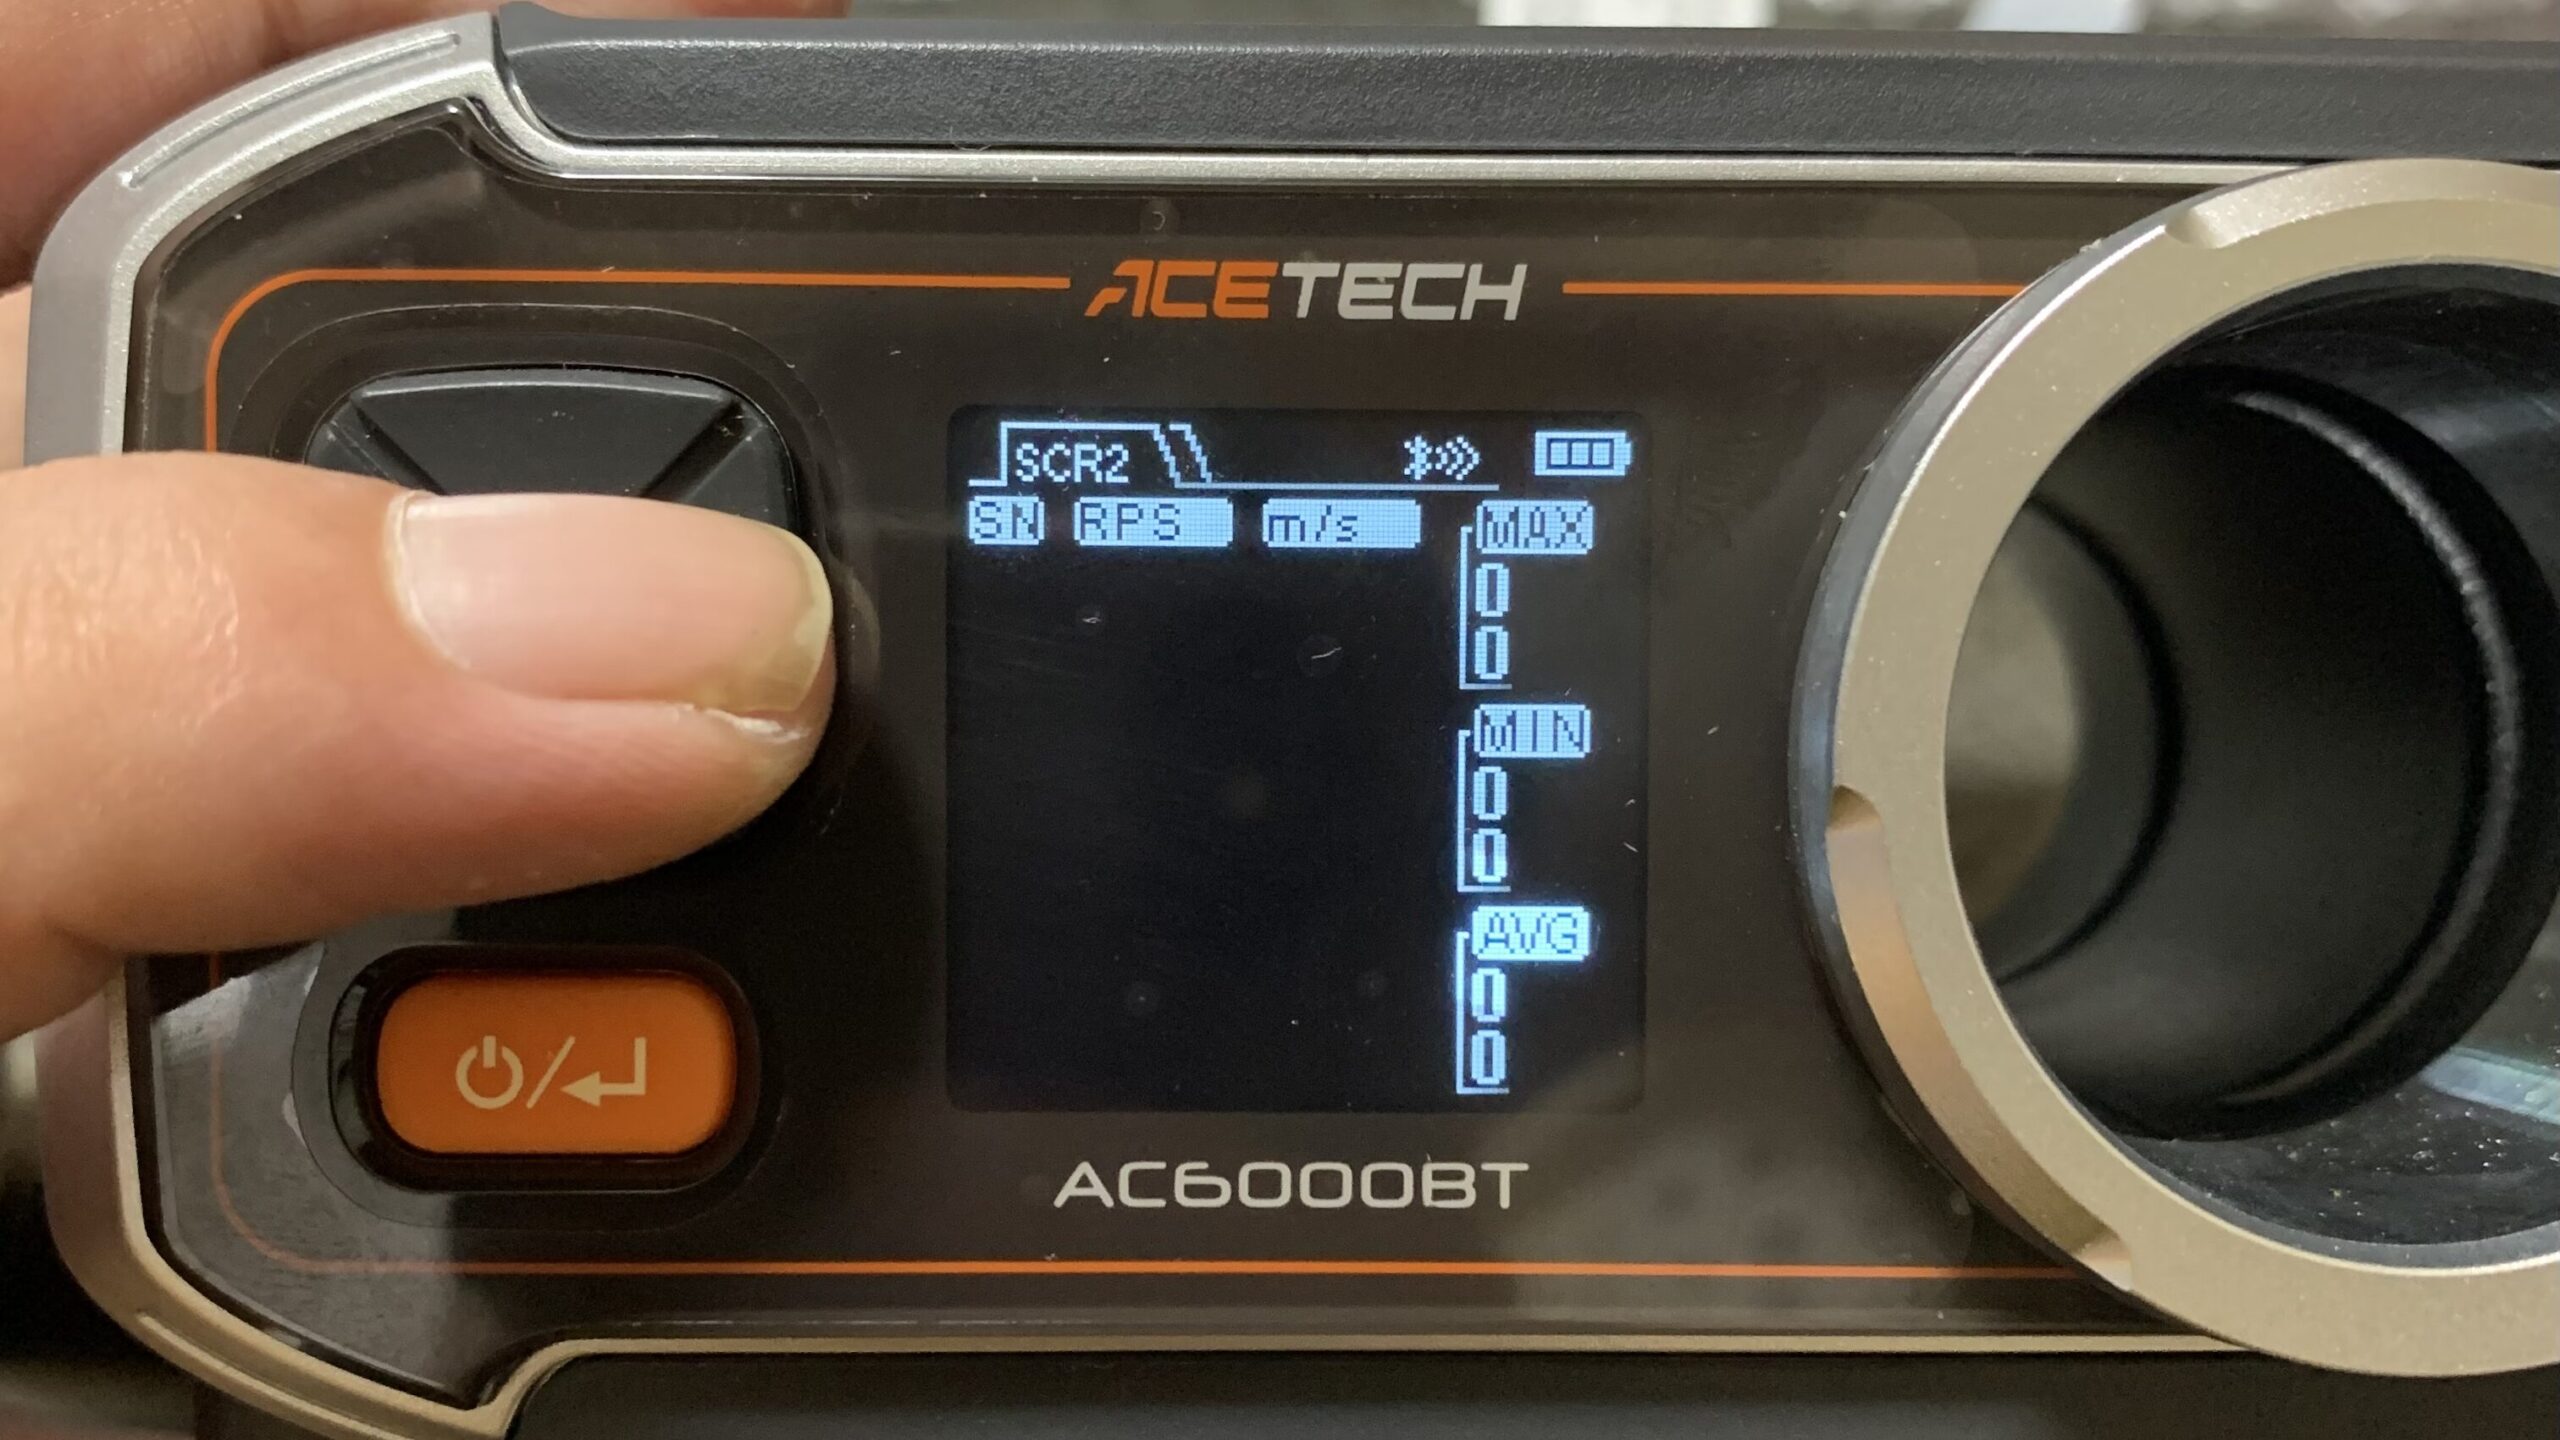 ACETECH
SCR2
SN RPS m/s MAX
0
0
MIN
0
0
AVG
0
0
AC6000BT